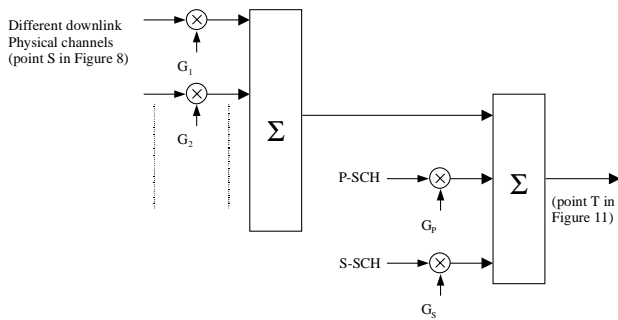 Different downlink
Physical channels
(point S in Figure 8)
G1
G2
Σ
P-SCH
GP
S-SCH
GS
Σ
(point T in
Figure 11)